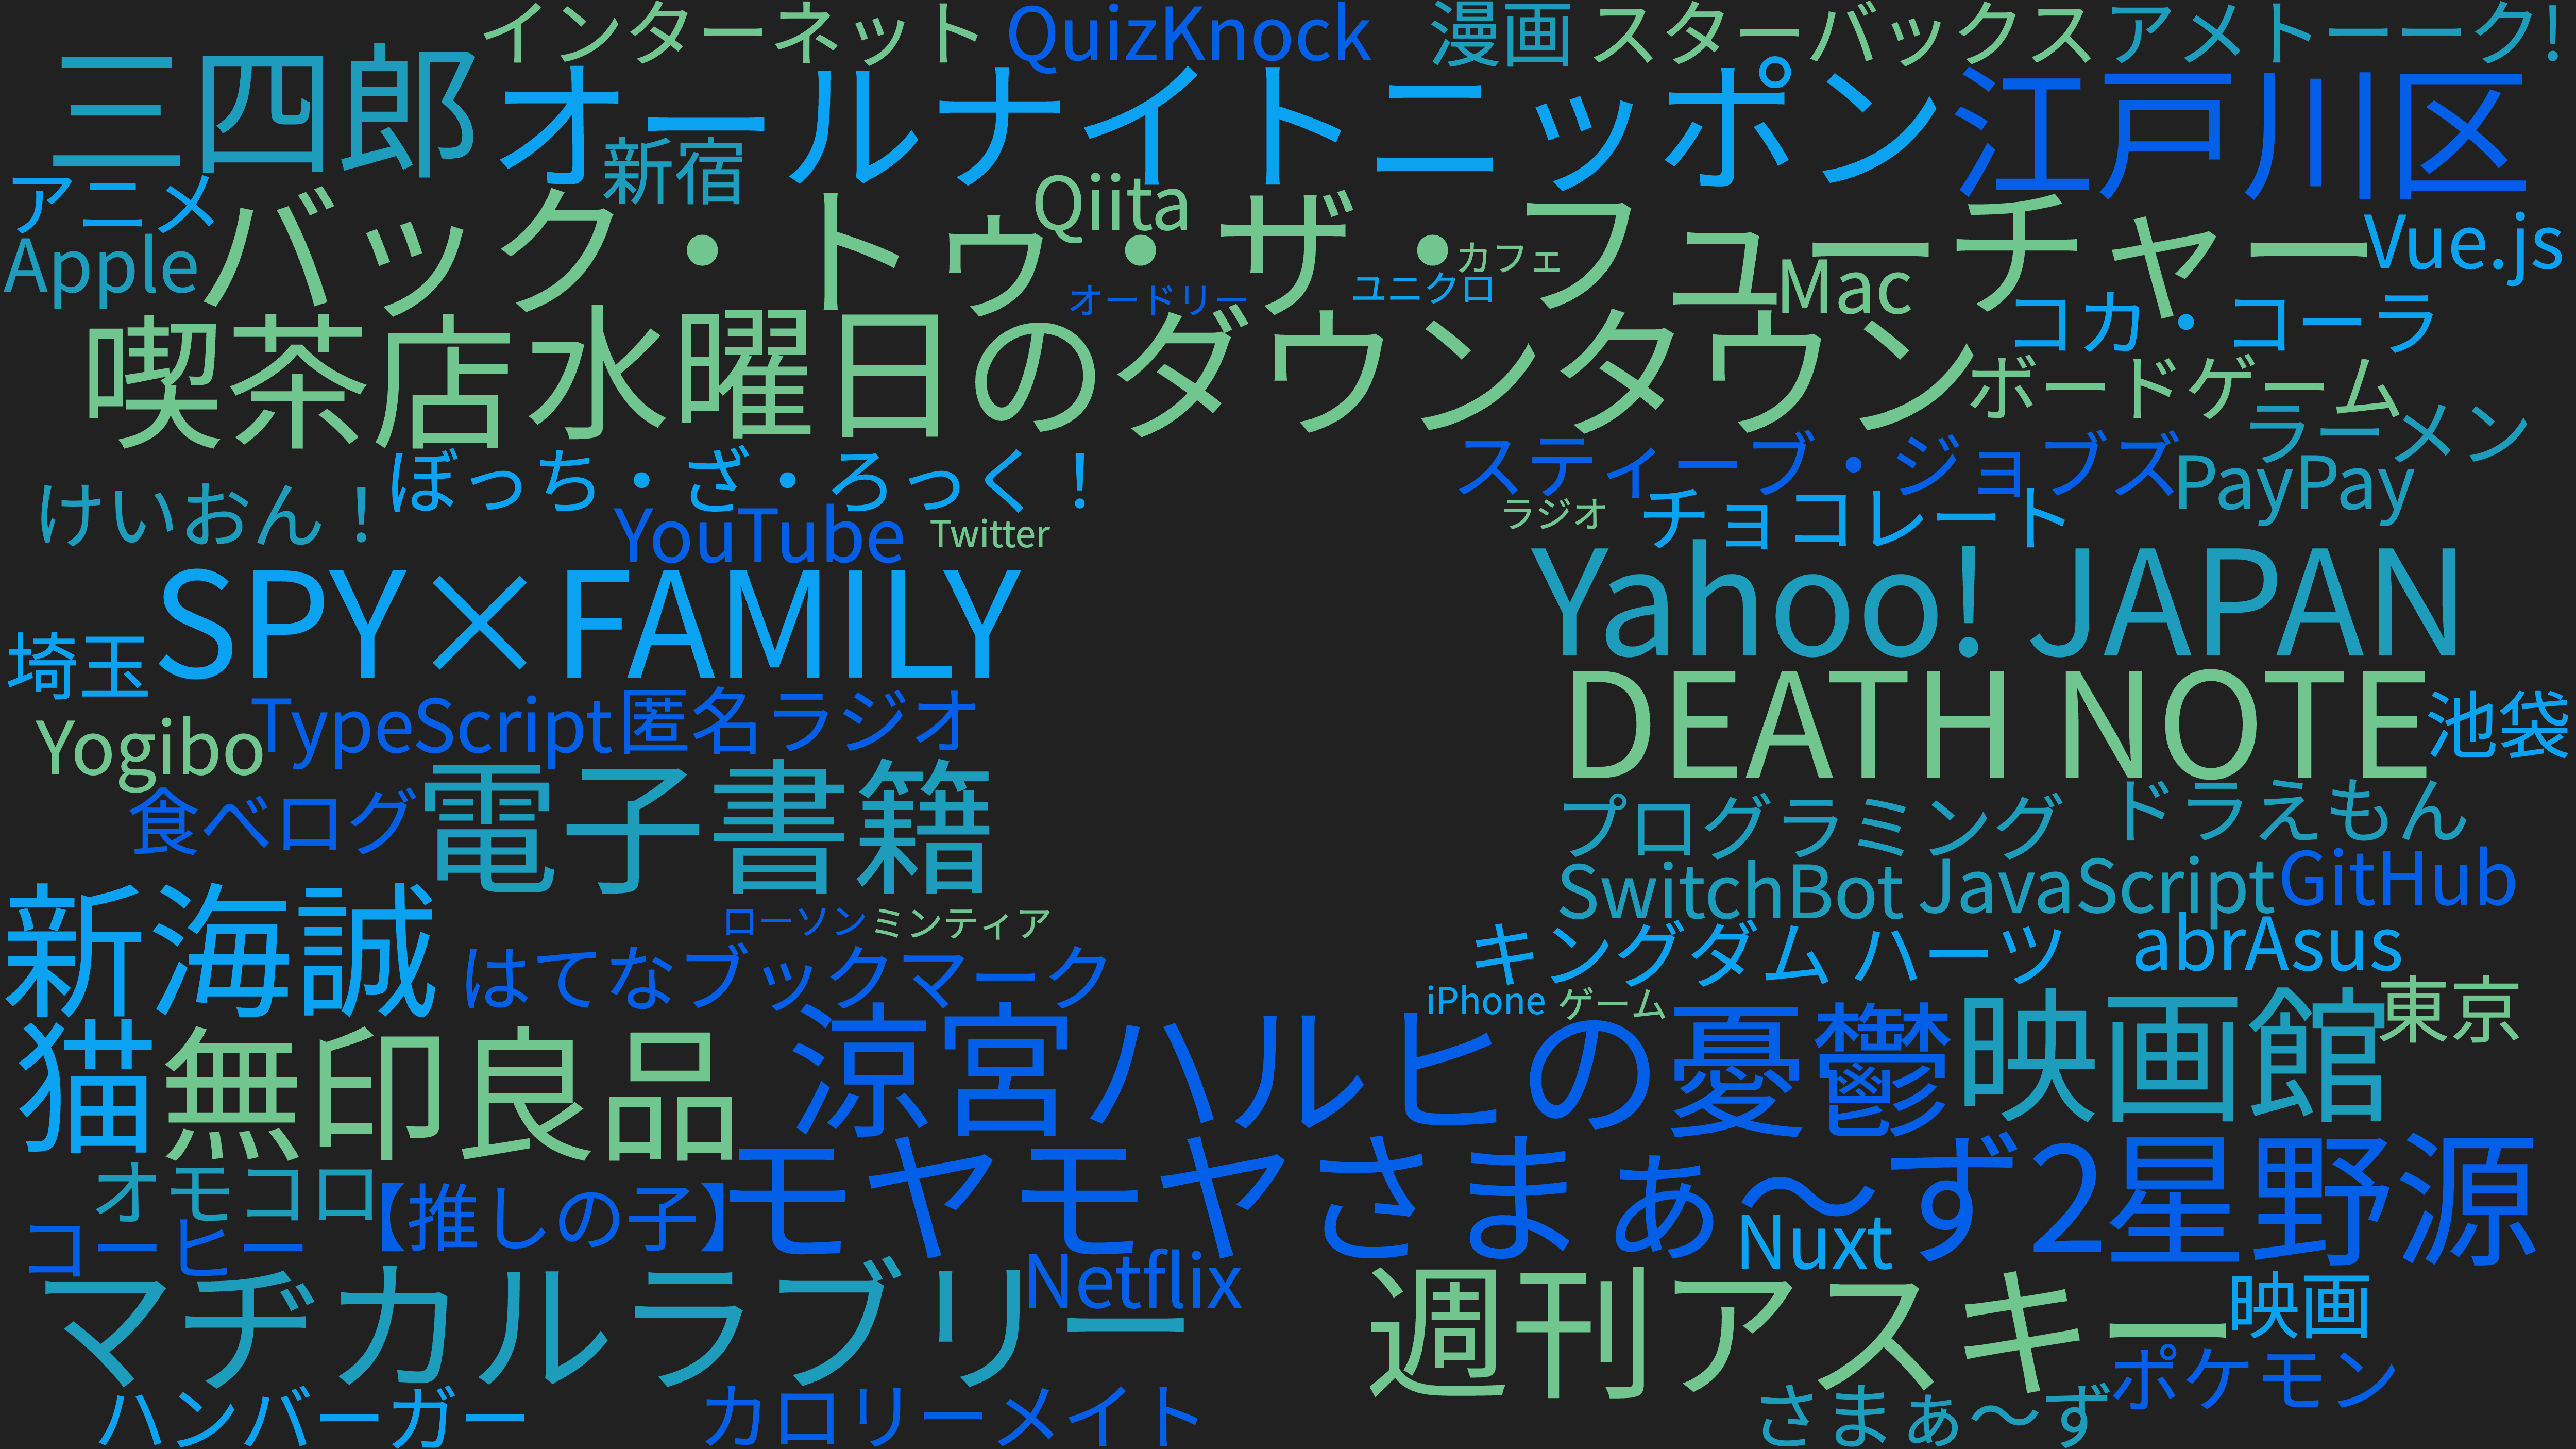 インターネット QuizKnock 漫画 スターバックス アメトーーク!
三四郎 オールナイトニッポン 江戸川区
新宿
アニメ Qiita
バック・トゥ・ザ・フューチャー Vue.js
Apple カフェ Mac
オードリー ユニクロ コカ・コーラ
喫茶店 水曜日のダウンタウン ボードゲーム
ラーメン
けいおん！ ぼっち・ざ・ろっく！ スティーブ・ジョブズ PayPay
YouTube Twitter ラジオ チョコレート
SPY×FAMILY Yahoo! JAPAN
埼玉
TypeScript 匿名ラジオ DEATH NOTE 池袋
Yogibo
食べログ 電子書籍 プログラミング ドラえもん
SwitchBot JavaScript GitHub
新海誠 ローソン ミンティア
はてなブックマーク キングダム ハーツ abrAsus
iPhone ゲーム 東京
猫 無印良品 涼宮ハルヒの憂鬱 映画館
オモコロ 【推しの子】 モヤモヤさまぁ～ず2 星野源
コーヒー Netflix Nuxt
マヂカルラブリー 週刊アスキー 映画
ポケモン
ハンバーガー カロリーメイト さまぁ～ず